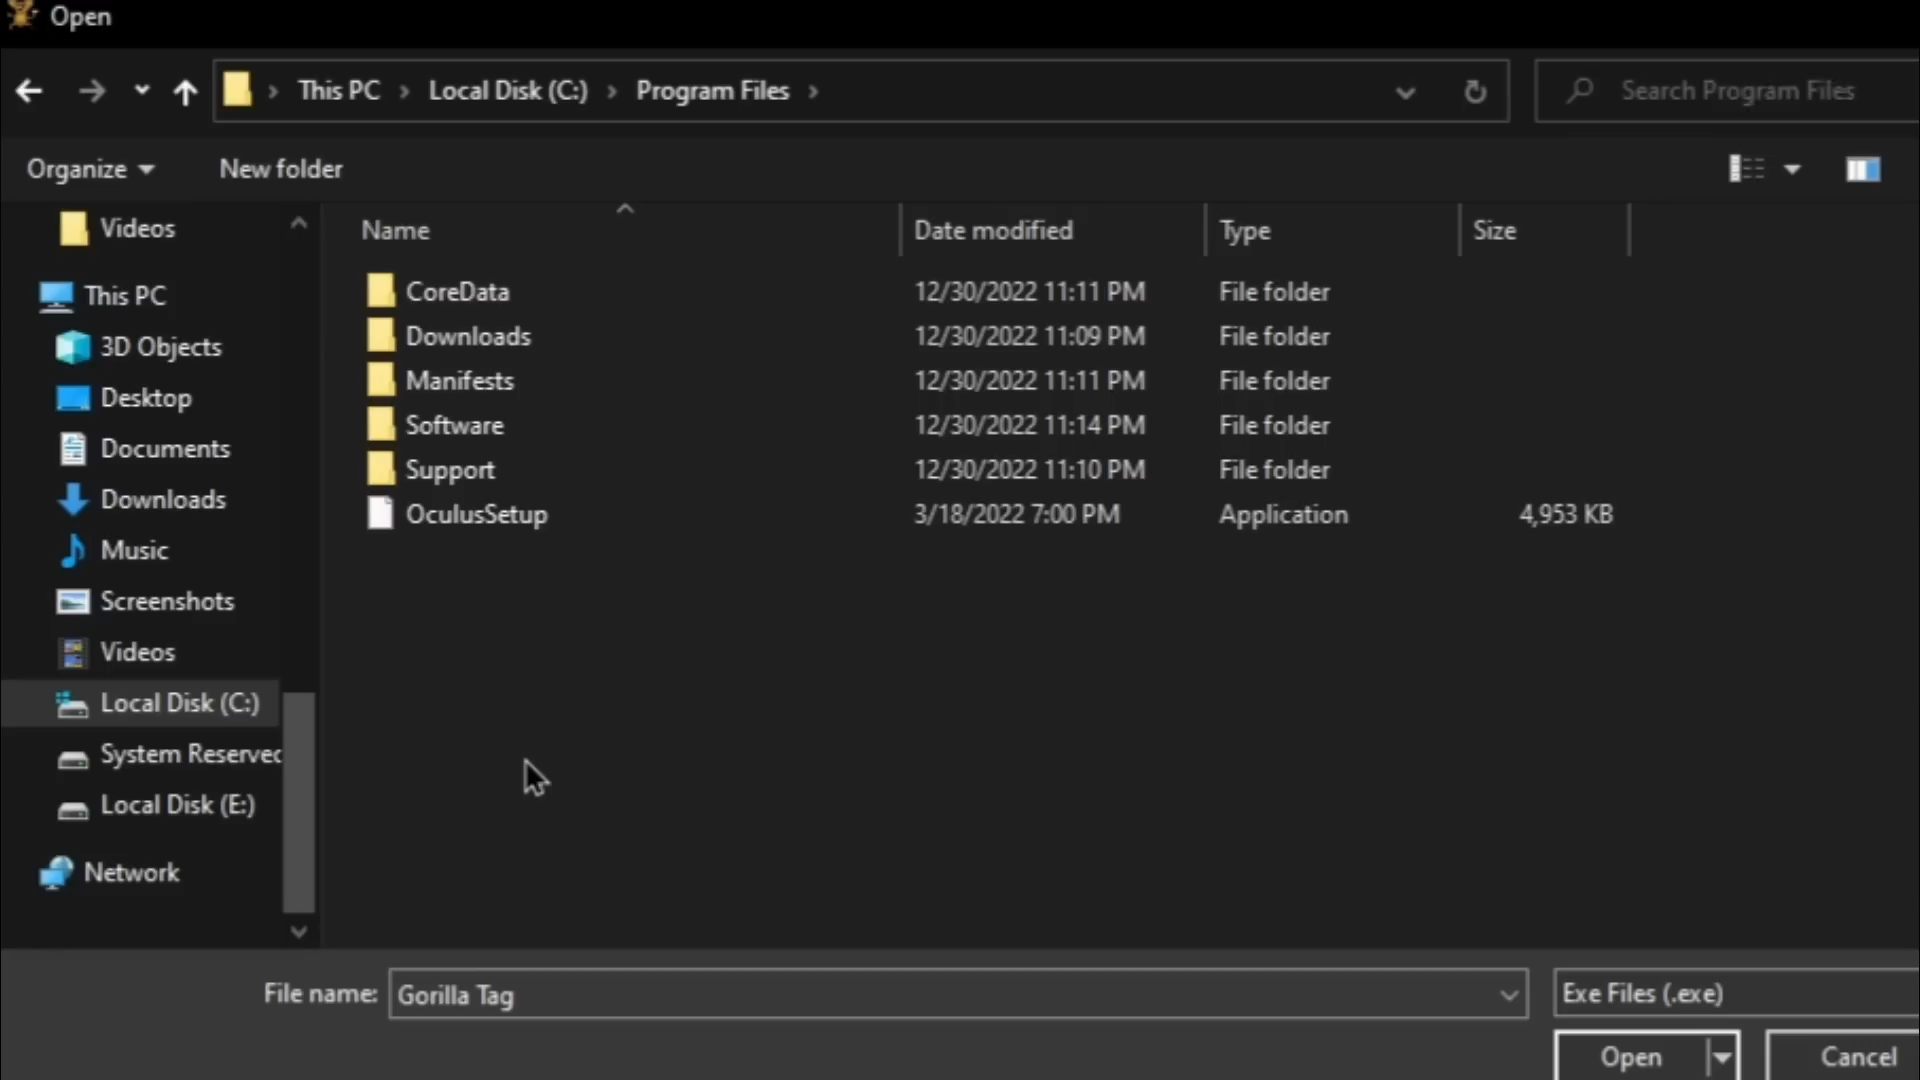 Open
This PC > Local Disk (C:) > Program Files >
Search Program Files
Organize
New folder
Name
Date modified
Type
Size
CoreData 12/30/2022 11:11 PM File folder
Downloads 12/30/2022 11:09 PM File folder
Manifests 12/30/2022 11:11 PM File folder
Software 12/30/2022 11:14 PM File folder
Support 12/30/2022 11:10 PM File folder
OculusSetup 3/18/2022 7:00 PM Application 4,953 KB
Videos
This PC
3D Objects
Desktop
Documents
Downloads
Music
Screenshots
Videos
Local Disk (C:)
System Reserved
Local Disk (E:)
Network
File name: Gorilla Tag
Exe Files (.exe)
Open
Cancel